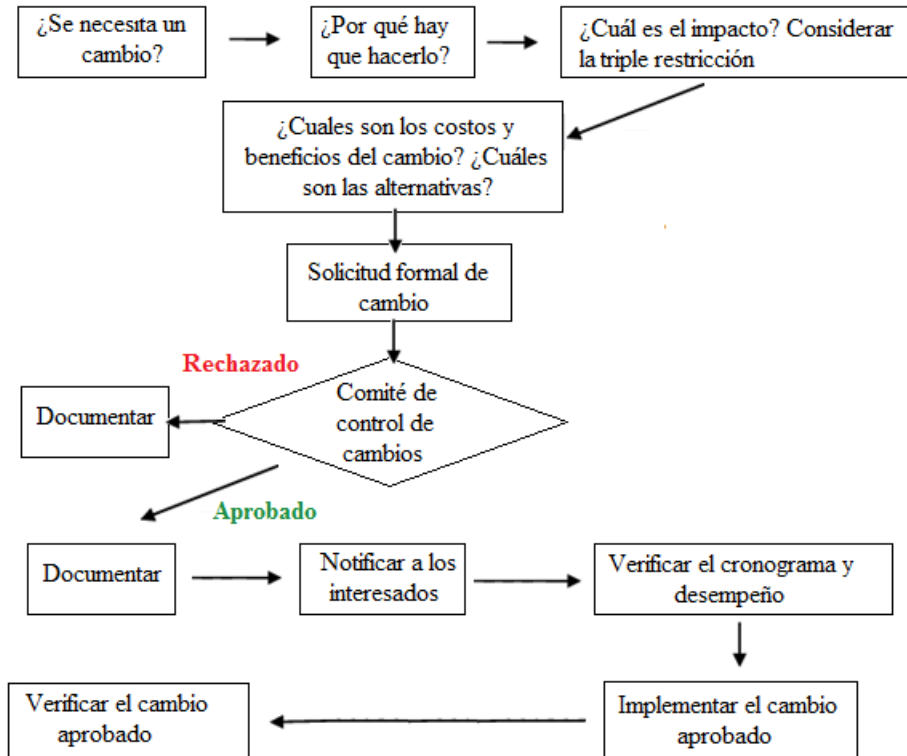 ¿Se necesita un
cambio?
¿Por qué hay
que hacerlo?
¿Cuál es el impacto? Considerar
la triple restricción
¿Cuales son los costos y
beneficios del cambio? ¿Cuáles
son las alternativas?
Solicitud formal de
cambio
Rechazado
Documentar
Comité de
control de
cambios
Aprobado
Documentar
Notificar a los
interesados
Verificar el cronograma y
desempeño
Implementar el cambio
aprobado
Verificar el cambio
aprobado